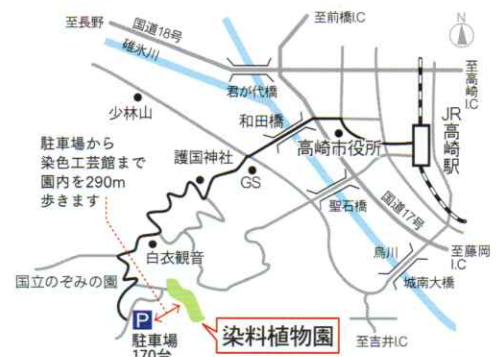 至長野
国道18号
碓氷川
至前橋I.C
N
君が代橋
至高崎I.C
少林山
和田橋
JR高崎駅
高崎市役所
駐車場から
染色工芸館まで
園内を290m
歩きます
護国神社
GS
聖石橋
国道17号
白衣観音
烏川
至藤岡I.C
城南大橋
国立のぞみの園
P
駐車場
170台
染料植物園
至吉井I.C